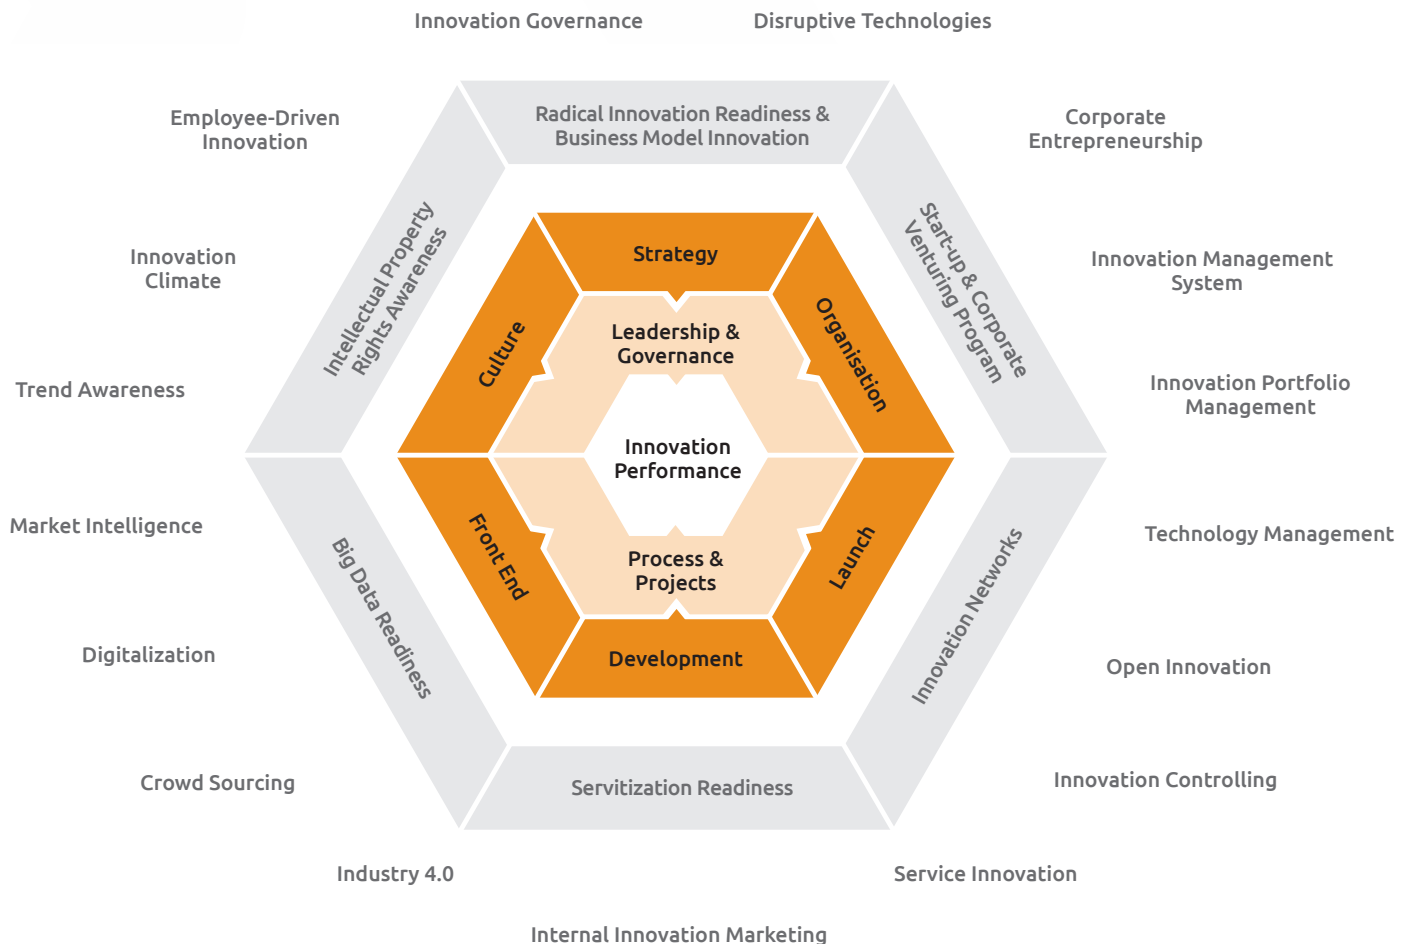 Innovation Governance
Disruptive Technologies
Employee-Driven
Innovation
Radical Innovation Readiness &
Business Model Innovation
Corporate
Entrepreneurship
Intellectual Property
Rights Awareness
Start-up & Corporate
Venturing Program
Innovation
Climate
Strategy
Innovation Management
System
Culture
Leadership &
Governance
Organisation
Trend Awareness
Innovation Portfolio
Management
Innovation
Performance
Market Intelligence
Technology Management
Big Data Readiness
Front End
Process &
Projects
Launch
Innovation Networks
Digitalization
Development
Open Innovation
Crowd Sourcing
Servitization Readiness
Innovation Controlling
Industry 4.0
Service Innovation
Internal Innovation Marketing